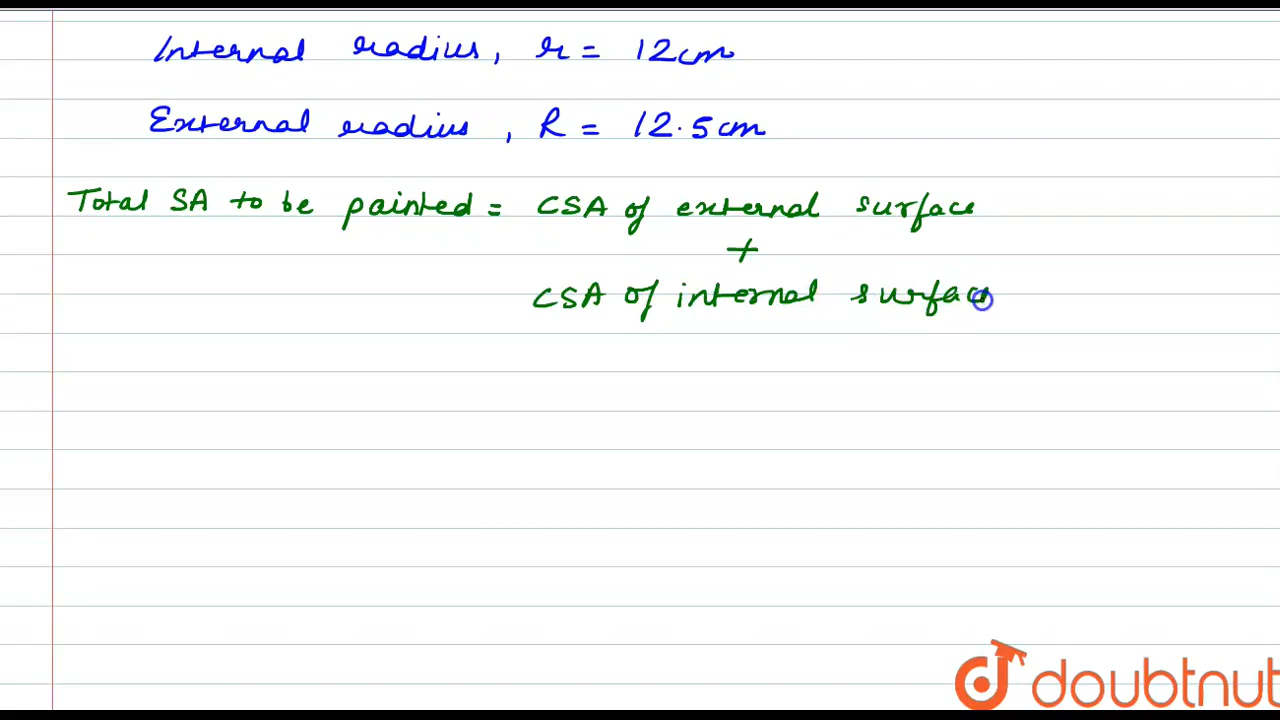 Internal radius, r = 12cm
External radius, R = 12.5cm
Total SA to be painted = CSA of external surface
+
CSA of internal surface
doubtnut